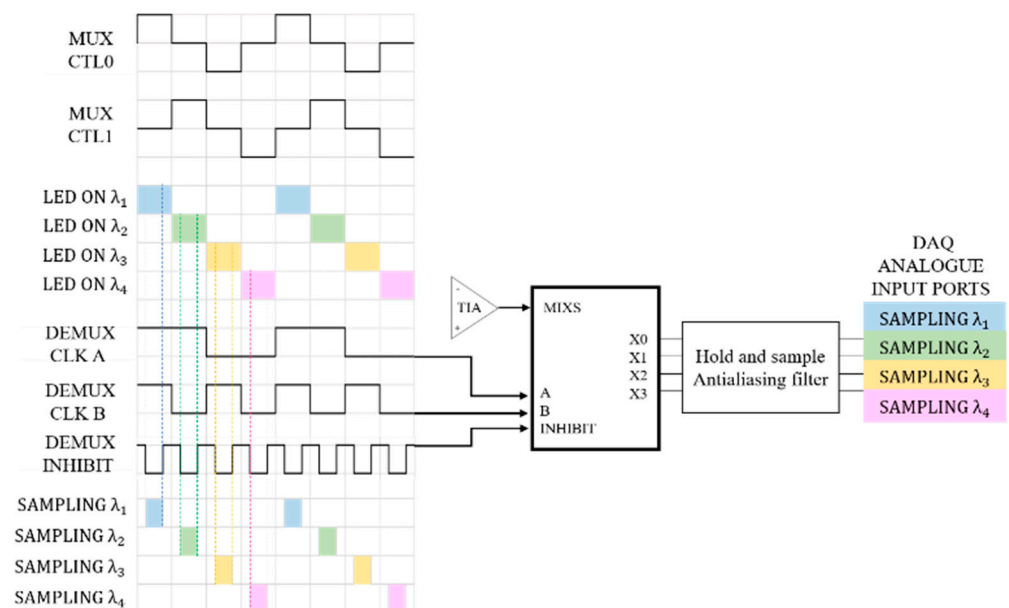 MUX
CTL0
MUX
CTL1
LED ON λ1
LED ON λ2
LED ON λ3
LED ON λ4
DEMUX
CLK A
DEMUX
CLK B
DEMUX
INHIBIT
SAMPLING λ1
SAMPLING λ2
SAMPLING λ3
SAMPLING λ4
-
TIA
+
MIXS
X0
X1
X2
X3
A
B
INHIBIT
Hold and sample
Antialiasing filter
DAQ
ANALOGUE
INPUT PORTS
SAMPLING λ1
SAMPLING λ2
SAMPLING λ3
SAMPLING λ4